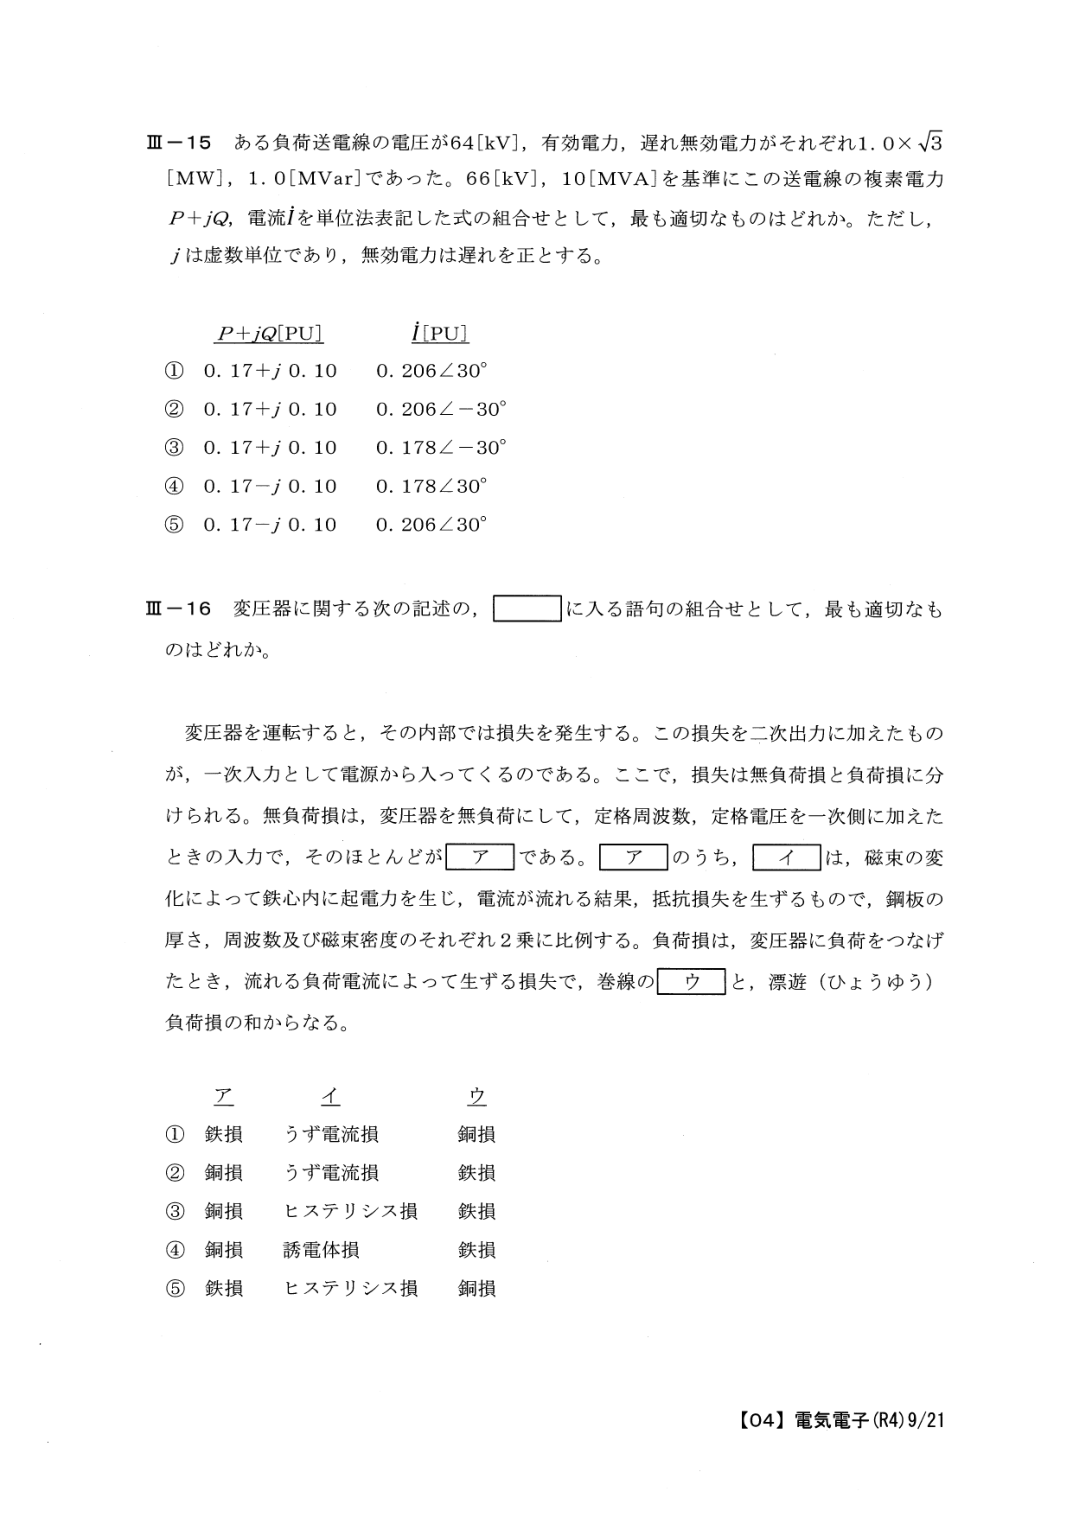 Ⅲ－15 ある負荷送電線の電圧が64[kV]，有効電力，遅れ無効電力がそれぞれ1.0×√3
[MW]，1.0[MVar]であった。66[kV]，10[MVA]を基準にこの送電線の複素電力
P＋jQ，電流İを単位法表記した式の組合せとして，最も適切なものはどれか。ただし，
jは虚数単位であり，無効電力は遅れを正とする。
P＋jQ[PU] İ[PU]
① 0.17＋j 0.10 0.206∠30°
② 0.17＋j 0.10 0.206∠－30°
③ 0.17＋j 0.10 0.178∠－30°
④ 0.17－j 0.10 0.178∠30°
⑤ 0.17－j 0.10 0.206∠30°
Ⅲ－16 変圧器に関する次の記述の， に入る語句の組合せとして，最も適切なも
のはどれか。
変圧器を運転すると，その内部では損失を発生する。この損失を二次出力に加えたもの
が，一次入力として電源から入ってくるのである。ここで，損失は無負荷損と負荷損に分
けられる。無負荷損は，変圧器を無負荷にして，定格周波数，定格電圧を一次側に加えた
ときの入力で，そのほとんどが ア である。 ア のうち， イ は，磁束の変
化によって鉄心内に起電力を生じ，電流が流れる結果，抵抗損失を生ずるもので，鋼板の
厚さ，周波数及び磁束密度のそれぞれ２乗に比例する。負荷損は，変圧器に負荷をつなげ
たとき，流れる負荷電流によって生ずる損失で，巻線の ウ と，漂遊（ひょうゆう）
負荷損の和からなる。
ア イ ウ
① 鉄損 うず電流損 銅損
② 銅損 うず電流損 鉄損
③ 銅損 ヒステリシス損 鉄損
④ 銅損 誘電体損 鉄損
⑤ 鉄損 ヒステリシス損 銅損
【04】電気電子(R4)9/21